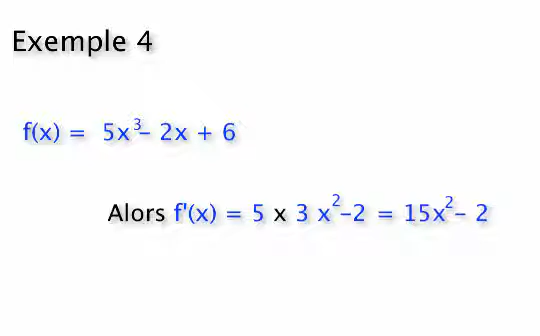 Exemple 4
f(x) = 5x³- 2x + 6
Alors f'(x) = 5 x 3 x²-2 = 15x²- 2